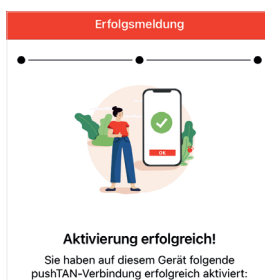 Erfolgsmeldung
OK
Aktivierung erfolgreich!
Sie haben auf diesem Gerät folgende
pushTAN-Verbindung erfolgreich aktiviert: